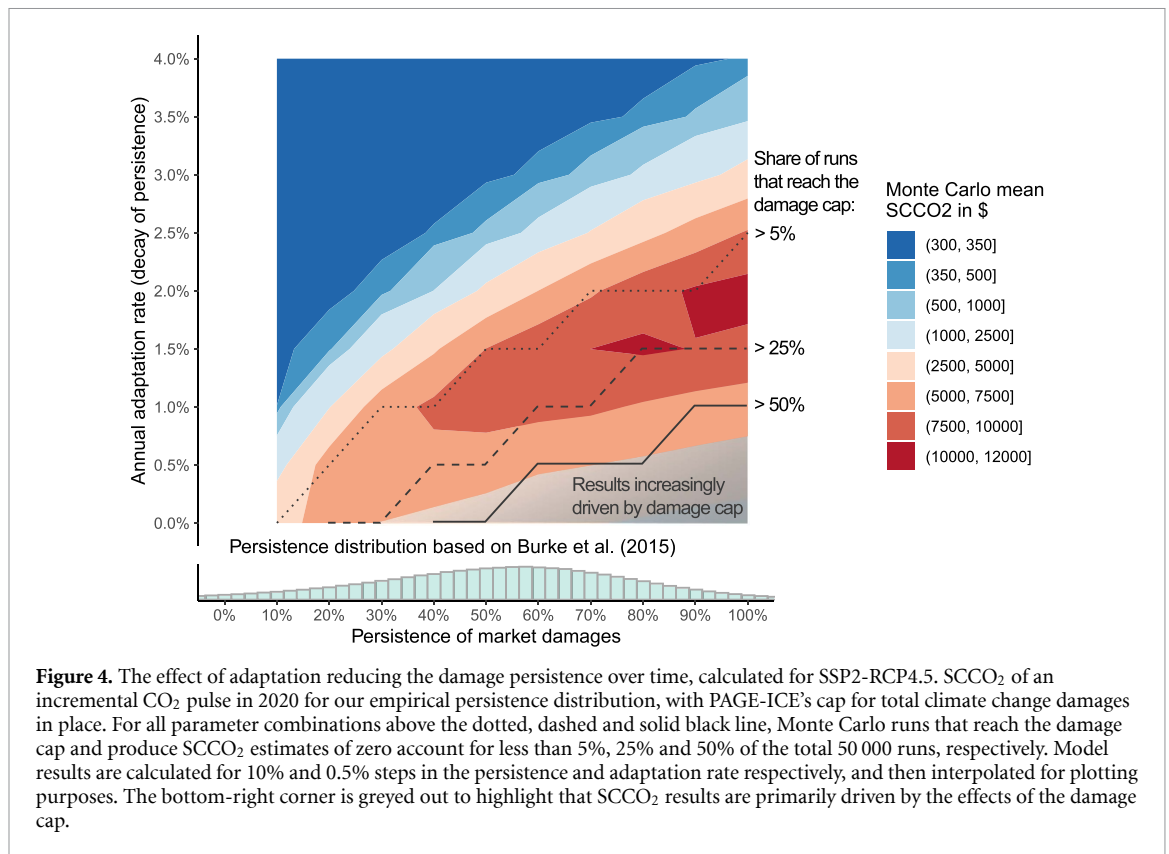 4.0%
3.5%
3.0%
2.5%
2.0%
1.5%
1.0%
0.5%
0.0%
Annual adaptation rate (decay of persistence)
Share of runs
that reach the
damage cap:
> 5%
> 25%
> 50%
Results increasingly
driven by damage cap
Monte Carlo mean
SCCO2 in $
(300, 350]
(350, 500]
(500, 1000]
(1000, 2500]
(2500, 5000]
(5000, 7500]
(7500, 10000]
(10000, 12000]
Persistence distribution based on Burke et al. (2015)
0% 10% 20% 30% 40% 50% 60% 70% 80% 90% 100%
Persistence of market damages
Figure 4. The effect of adaptation reducing the damage persistence over time, calculated for SSP2-RCP4.5. SCCO₂ of an
incremental CO₂ pulse in 2020 for our empirical persistence distribution, with PAGE-ICE's cap for total climate change damages
in place. For all parameter combinations above the dotted, dashed and solid black line, Monte Carlo runs that reach the damage
cap and produce SCCO₂ estimates of zero account for less than 5%, 25% and 50% of the total 50 000 runs, respectively. Model
results are calculated for 10% and 0.5% steps in the persistence and adaptation rate respectively, and then interpolated for plotting
purposes. The bottom-right corner is greyed out to highlight that SCCO₂ results are primarily driven by the effects of the damage
cap.